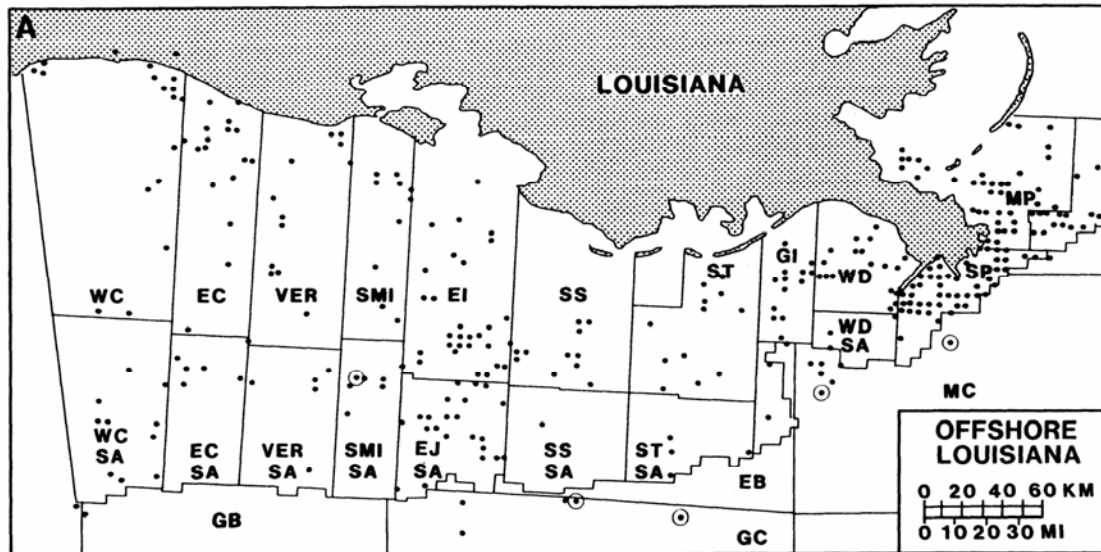 A
LOUISIANA
MP
GI
ST
SP
WD
WC
EC
VER
SMI
EI
SS
WD
SA
MC
WC
SA
EC
SA
VER
SA
SMI
SA
EJ
SA
SS
SA
ST
SA
EB
GB
GC
OFFSHORE
LOUISIANA
0 20 40 60 KM
0 10 20 30 MI